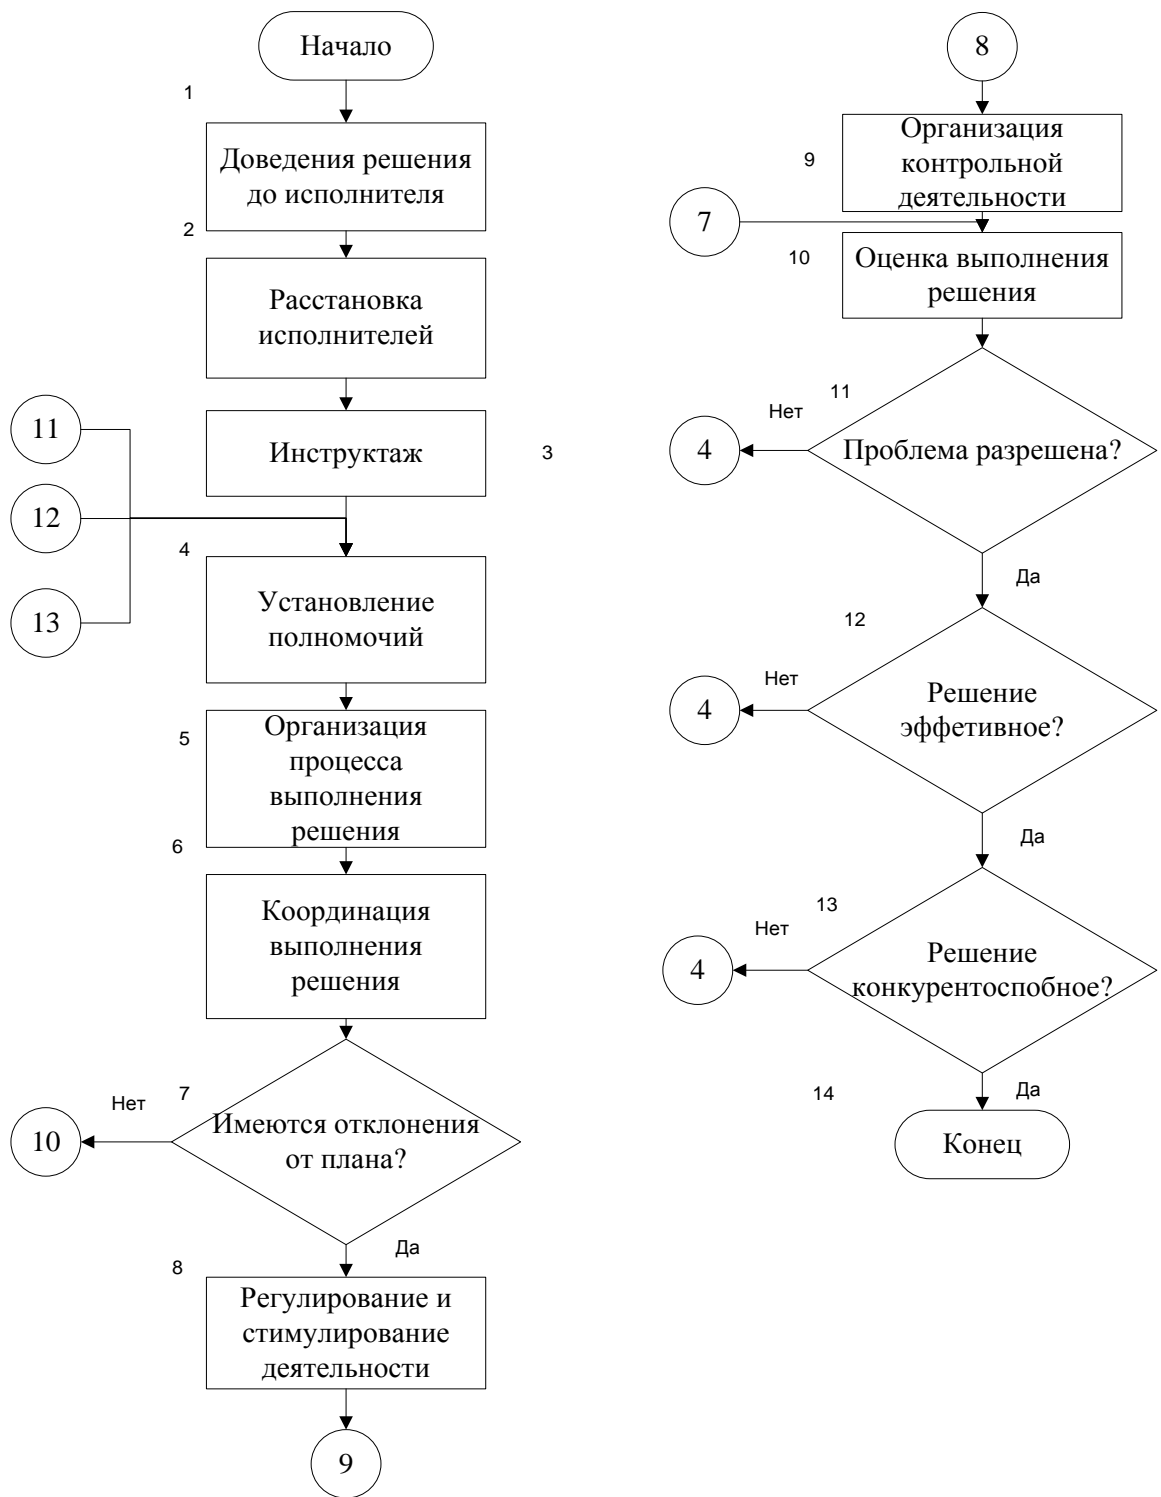 Начало
1
Доведения решения
до исполнителя
2
Расстановка
исполнителей
11
Инструктаж
3
12
4
13
Установление
полномочий
5
Организация
процесса
выполнения
решения
6
Координация
выполнения
решения
7
Нет
10
Имеются отклонения
от плана?
Да
8
Регулирование и
стимулирование
деятельности
9
8
9
Организация
контрольной
деятельности
7
10
Оценка выполнения
решения
11
Нет
4
Проблема разрешена?
Да
12
Нет
4
Решение
эффетивное?
Да
13
Нет
4
Решение
конкурентоспобное?
14
Да
Конец